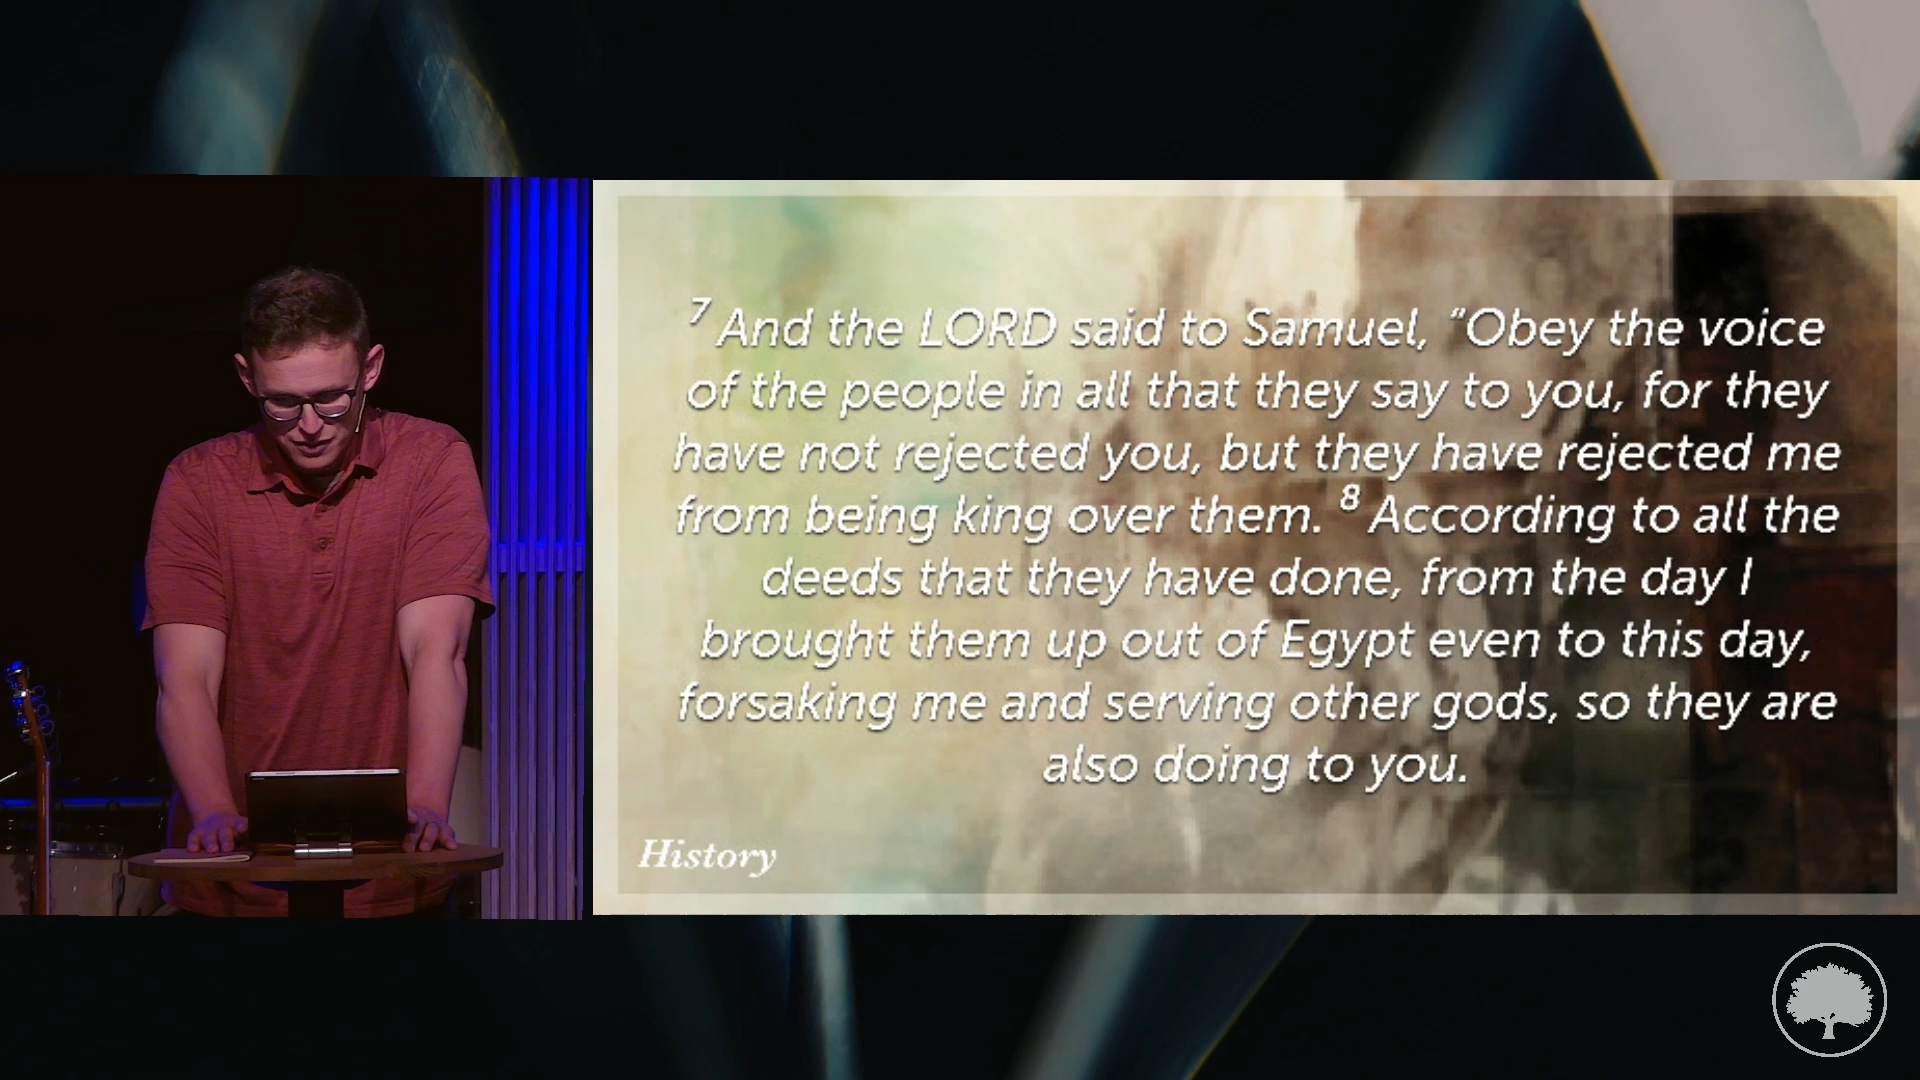 7 And the LORD said to Samuel, “Obey the voice
of the people in all that they say to you, for they
have not rejected you, but they have rejected me
from being king over them. 8 According to all the
deeds that they have done, from the day I
brought them up out of Egypt even to this day,
forsaking me and serving other gods, so they are
also doing to you.
History